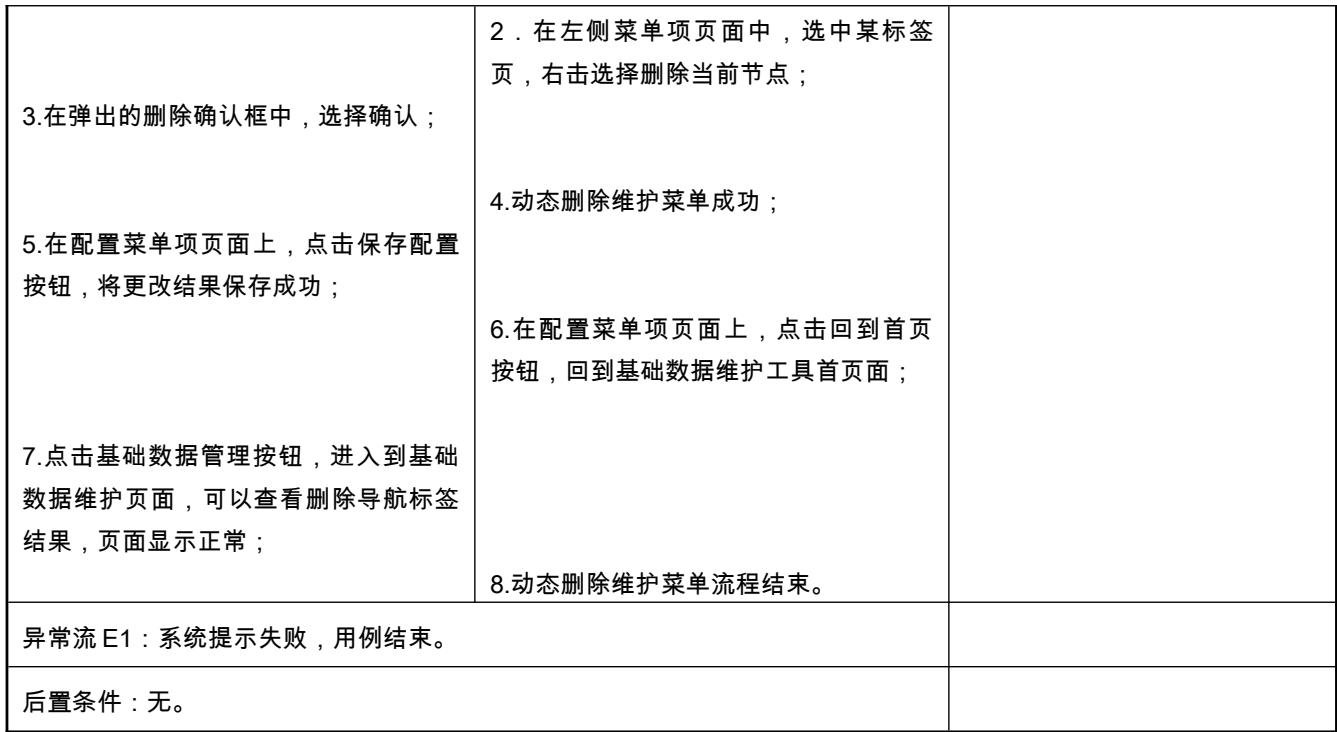 2．在左侧菜单项页面中，选中某标签
页，右击选择删除当前节点；
3.在弹出的删除确认框中，选择确认；
4.动态删除维护菜单成功；
5.在配置菜单项页面上，点击保存配置
按钮，将更改结果保存成功；
6.在配置菜单项页面上，点击回到首页
按钮，回到基础数据维护工具首页面；
7.点击基础数据管理按钮，进入到基础
数据维护页面，可以查看删除导航标签
结果，页面显示正常；
8.动态删除维护菜单流程结束。
异常流 E1：系统提示失败，用例结束。
后置条件：无。